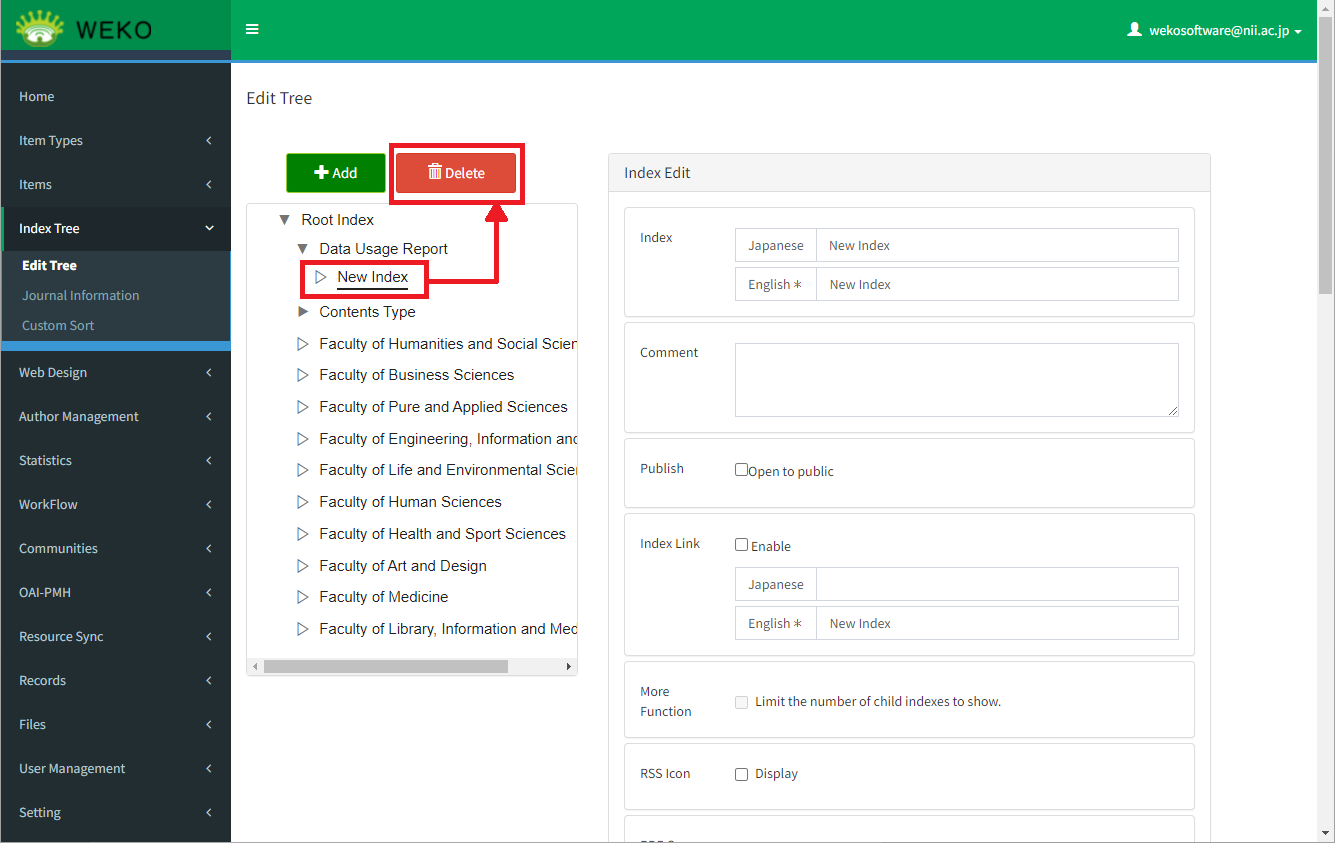 WEKO
wekosoftware@nii.ac.jp
Home
Item Types
Items
Index Tree
Edit Tree
Journal Information
Custom Sort
Web Design
Author Management
Statistics
WorkFlow
Communities
OAI-PMH
Resource Sync
Records
Files
User Management
Setting
Edit Tree
Add
Delete
Root Index
Data Usage Report
New Index
Contents Type
Faculty of Humanities and Social Scien
Faculty of Business Sciences
Faculty of Pure and Applied Sciences
Faculty of Engineering, Information and
Faculty of Life and Environmental Scien
Faculty of Human Sciences
Faculty of Health and Sport Sciences
Faculty of Art and Design
Faculty of Medicine
Faculty of Library, Information and Med
Index Edit
Index
Japanese New Index
English * New Index
Comment
Publish
Open to public
Index Link
Enable
Japanese
English * New Index
More
Function
Limit the number of child indexes to show.
RSS Icon
Display